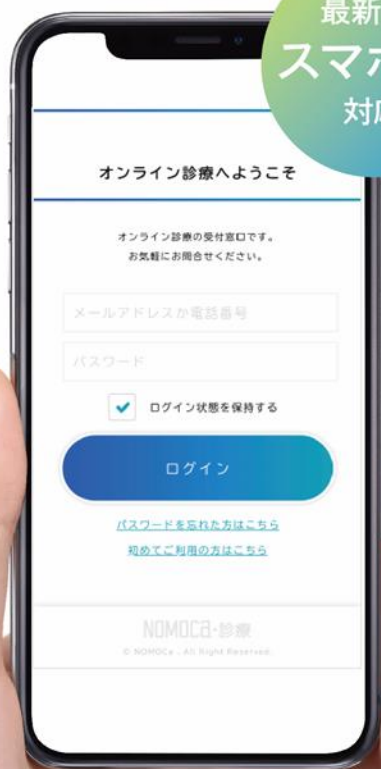 最新
スマホ
対応
オンライン診療へようこそ
オンライン診療の受付窓口です。
お気軽にお問合せください。
メールアドレスか電話番号
パスワード
ログイン状態を保持する
ログイン
パスワードを忘れた方はこちら
初めてご利用の方はこちら
NOMOCa-診療
© NOMOCa . All Right Reserved.